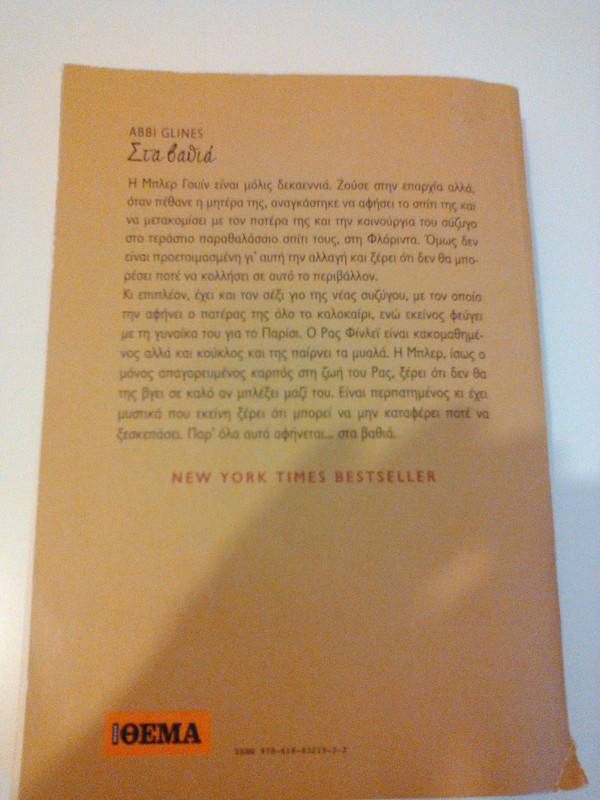 ABBI GLINES
Στα βαθιά
Η Μπλερ Γουίν είναι μόλις δεκαεννιά. Ζούσε στην επαρχία αλλά,
όταν πέθανε η μητέρα της, αναγκάστηκε να αφήσει το σπίτι της και
να μετακομίσει με τον πατέρα της και την καινούργια του σύζυγο
στο τεράστιο παραθαλάσσιο σπίτι τους, στη Φλόριντα. Όμως δεν
είναι προετοιμασμένη γι' αυτή την αλλαγή και ξέρει ότι δεν θα μπο-
ρέσει ποτέ να κολλήσει σε αυτό το περιβάλλον.
Κι επιπλέον, έχει και τον σέξι γιο της νέας συζύγου, με τον οποίο
την αφήνει ο πατέρας της όλο το καλοκαίρι, ενώ εκείνος φεύγει
με τη γυναίκα του για το Παρίσι. Ο Ρας Φίνλεϊ είναι κακομαθημέ-
νος αλλά και κούκλος και της παίρνει τα μυαλά. Η Μπλερ, ίσως ο
μόνος απαγορευμένος καρπός στη ζωή του Ρας, ξέρει ότι δεν θα
της βγει σε καλό αν μπλέξει μαζί του. Είναι περπατημένος κι έχει
μυστικά που εκείνη ξέρει ότι μπορεί να μην καταφέρει ποτέ να
ξεσκεπάσει. Παρ' όλα αυτά αφήνεται... στα βαθιά.
NEW YORK TIMES BESTSELLER
ΘΕΜΑ
ISBN